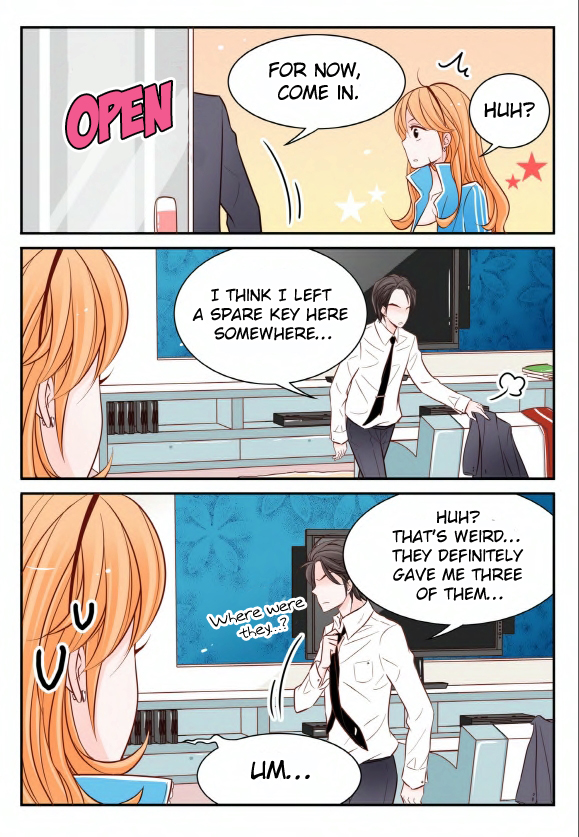 OPEN
FOR NOW,
COME IN.
HUH?
I THINK I LEFT
A SPARE KEY HERE
SOMEWHERE...
HUH?
THAT'S WEIRD...
THEY DEFINITELY
GAVE ME THREE
OF THEM...
Where were
they...?
UM...